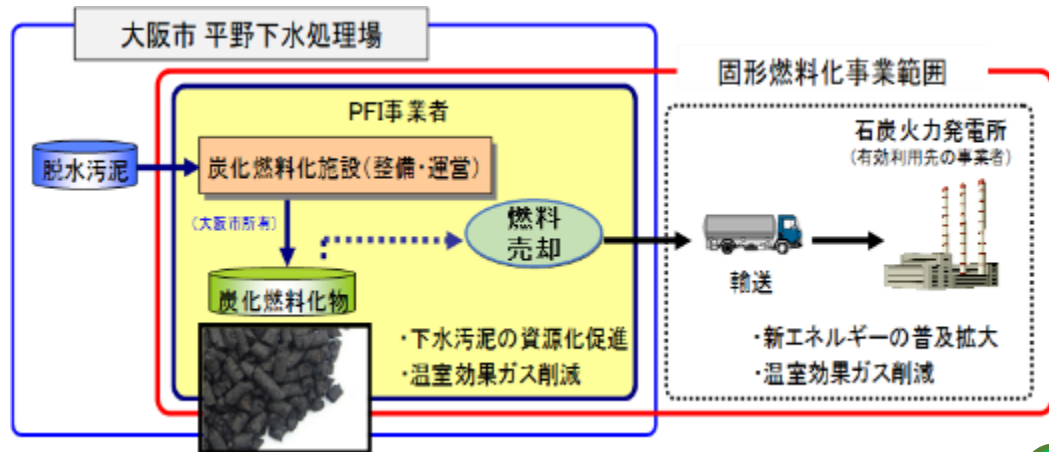 大阪市 平野下水処理場
固形燃料化事業範囲
PFI事業者
脱水汚泥
炭化燃料化施設(整備・運営)
(大阪市所有)
炭化燃料化物
燃料
売却
・下水汚泥の資源化促進
・温室効果ガス削減
石炭火力発電所
(有効利用先の事業者)
輸送
・新エネルギーの普及拡大
・温室効果ガス削減